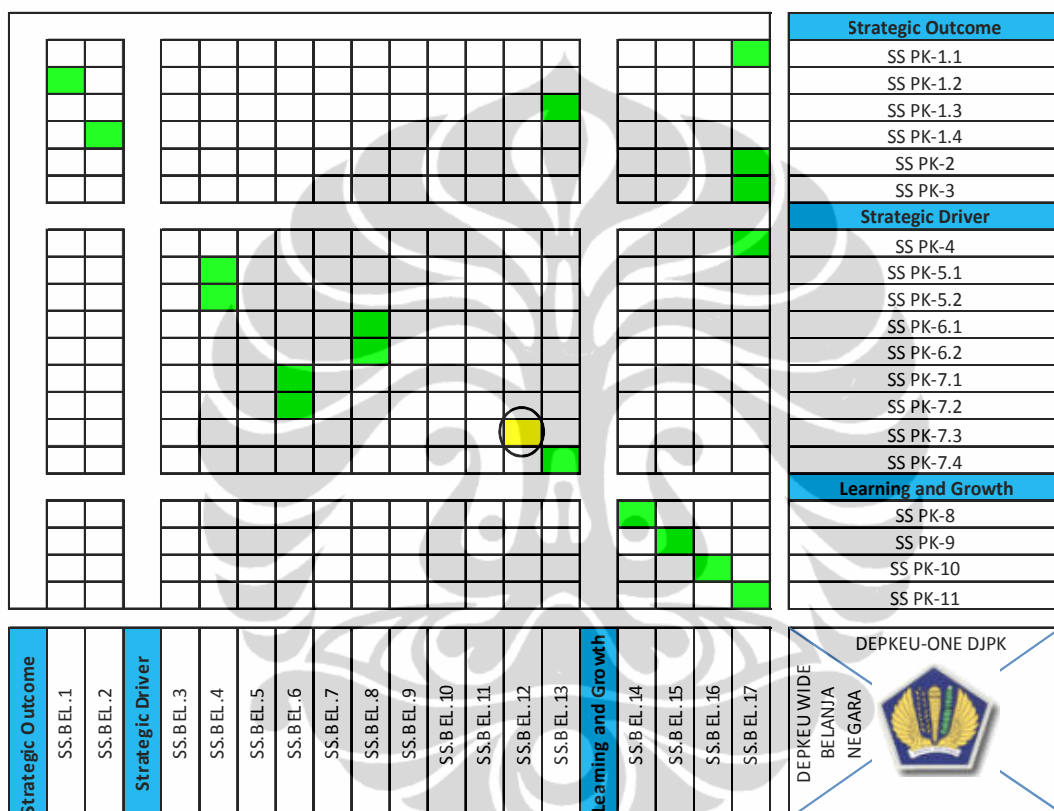 Strategic Outcome
SS PK-1.1
SS PK-1.2
SS PK-1.3
SS PK-1.4
SS PK-2
SS PK-3
Strategic Driver
SS PK-4
SS PK-5.1
SS PK-5.2
SS PK-6.1
SS PK-6.2
SS PK-7.1
SS PK-7.2
SS PK-7.3
SS PK-7.4
Learning and Growth
SS PK-8
SS PK-9
SS PK-10
SS PK-11
Strategic Outcome
SS.BEL.1
SS.BEL.2
Strategic Driver
SS.BEL.3
SS.BEL.4
SS.BEL.5
SS.BEL.6
SS.BEL.7
SS.BEL.8
SS.BEL.9
SS.BEL.10
SS.BEL.11
SS.BEL.12
SS.BEL.13
Learning and Growth
SS.BEL.14
SS.BEL.15
SS.BEL.16
SS.BEL.17
DEPKEU-ONE DJPK
DEPKEU WIDE
BELANJA
NEGARA